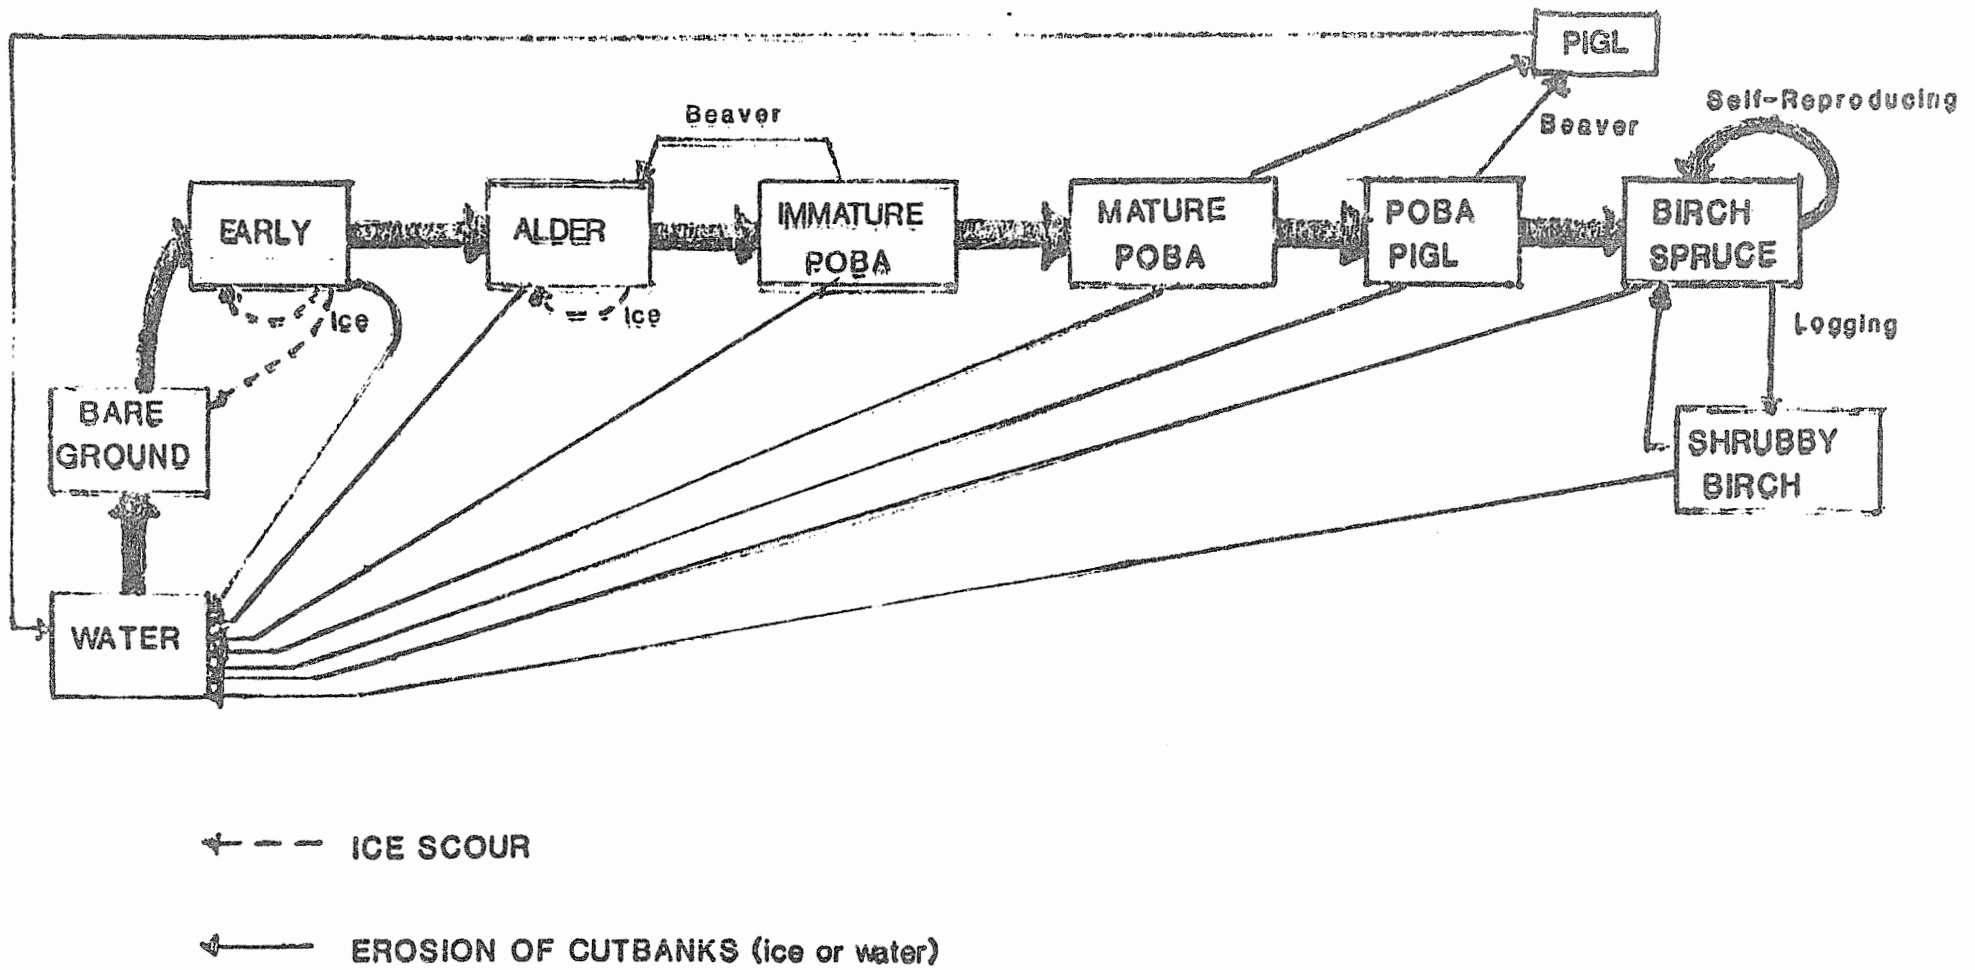 PIGL
Self-Reproducing
Beaver
Beaver
EARLY
ALDER
IMMATURE
POBA
MATURE
POBA
POBA
PIGL
BIRCH
SPRUCE
Ice
Ice
Logging
BARE
GROUND
SHRUBBY
BIRCH
WATER
ICE SCOUR
EROSION OF CUTBANKS (ice or water)